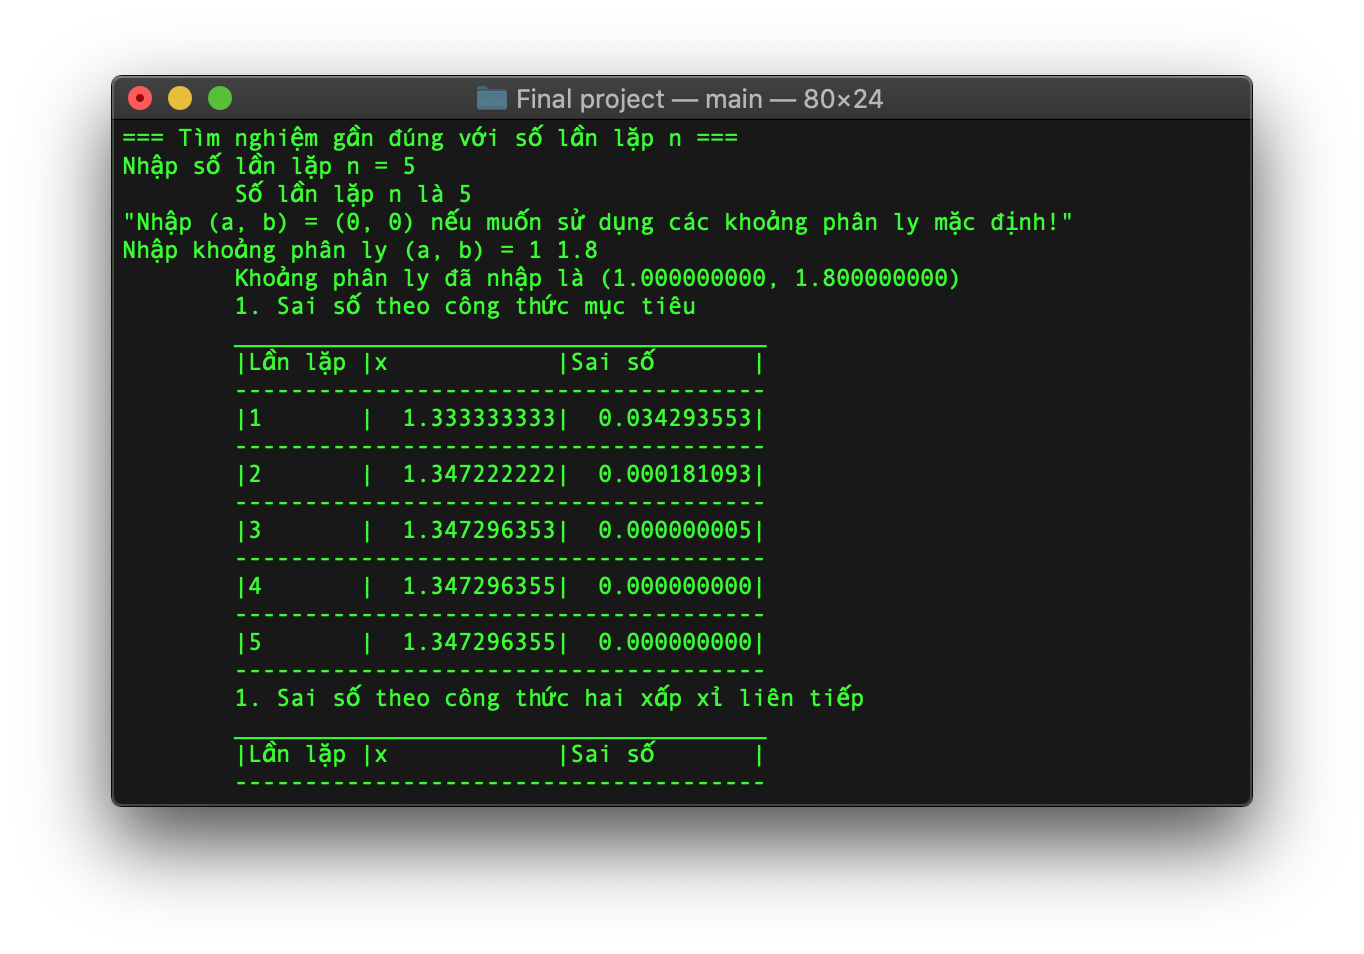 Final project — main — 80×24
=== Tìm nghiệm gần đúng với số lần lặp n ===
Nhập số lần lặp n = 5
Số lần lặp n là 5
"Nhập (a, b) = (0, 0) nếu muốn sử dụng các khoảng phân ly mặc định!"
Nhập khoảng phân ly (a, b) = 1 1.8
Khoảng phân ly đã nhập là (1.000000000, 1.800000000)
1. Sai số theo công thức mục tiêu
______________________________________
|Lần lặp |x            |Sai số       |
--------------------------------------
|1       |  1.333333333|  0.034293553|
--------------------------------------
|2       |  1.347222222|  0.000181093|
--------------------------------------
|3       |  1.347296353|  0.000000005|
--------------------------------------
|4       |  1.347296355|  0.000000000|
--------------------------------------
|5       |  1.347296355|  0.000000000|
--------------------------------------
1. Sai số theo công thức hai xấp xỉ liên tiếp
______________________________________
|Lần lặp |x            |Sai số       |
--------------------------------------